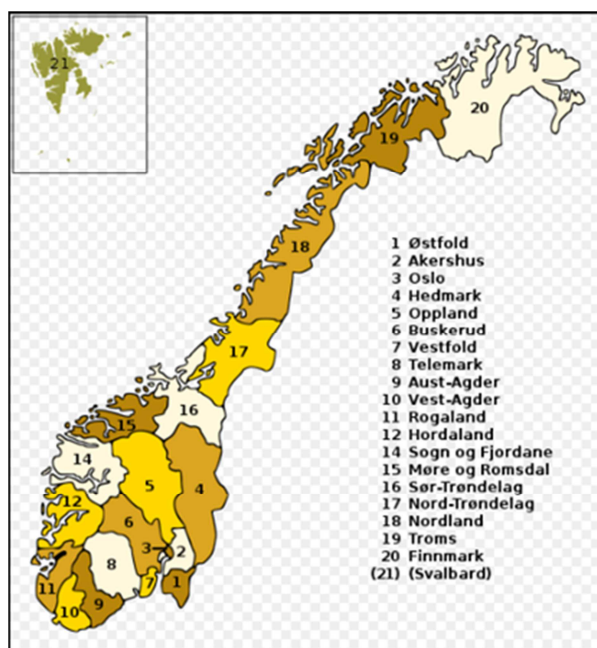 21
20
19
18
17
16
15
14
12
5
4
6
3
2
8
7
1
11
10
9
1 Østfold
2 Akershus
3 Oslo
4 Hedmark
5 Oppland
6 Buskerud
7 Vestfold
8 Telemark
9 Aust-Agder
10 Vest-Agder
11 Rogaland
12 Hordaland
14 Sogn og Fjordane
15 Møre og Romsdal
16 Sør-Trøndelag
17 Nord-Trøndelag
18 Nordland
19 Troms
20 Finnmark
(21) (Svalbard)